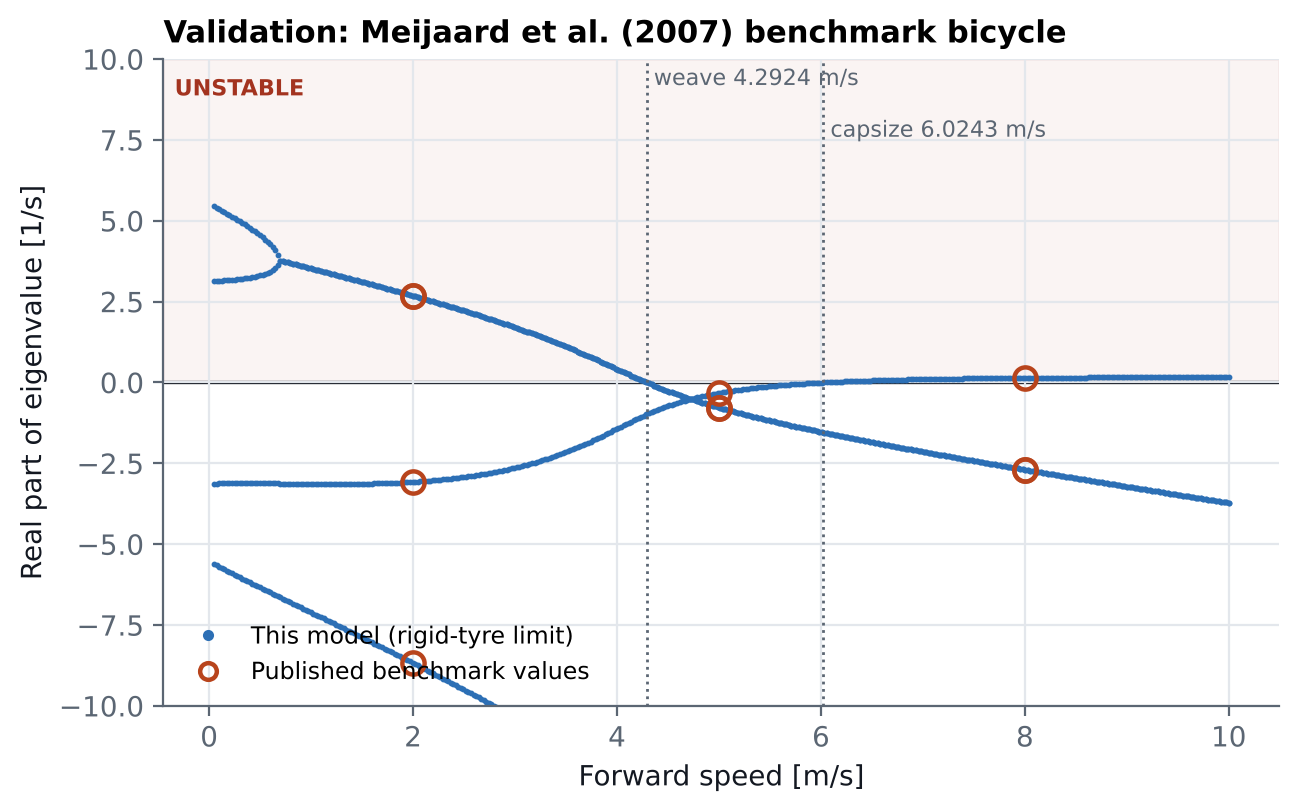 Validation: Meijaard et al. (2007) benchmark bicycle
UNSTABLE
weave 4.2924 m/s
capsize 6.0243 m/s
Real part of eigenvalue [1/s]
10.0
7.5
5.0
2.5
0.0
−2.5
−5.0
−7.5
−10.0
This model (rigid-tyre limit)
Published benchmark values
0 2 4 6 8 10
Forward speed [m/s]